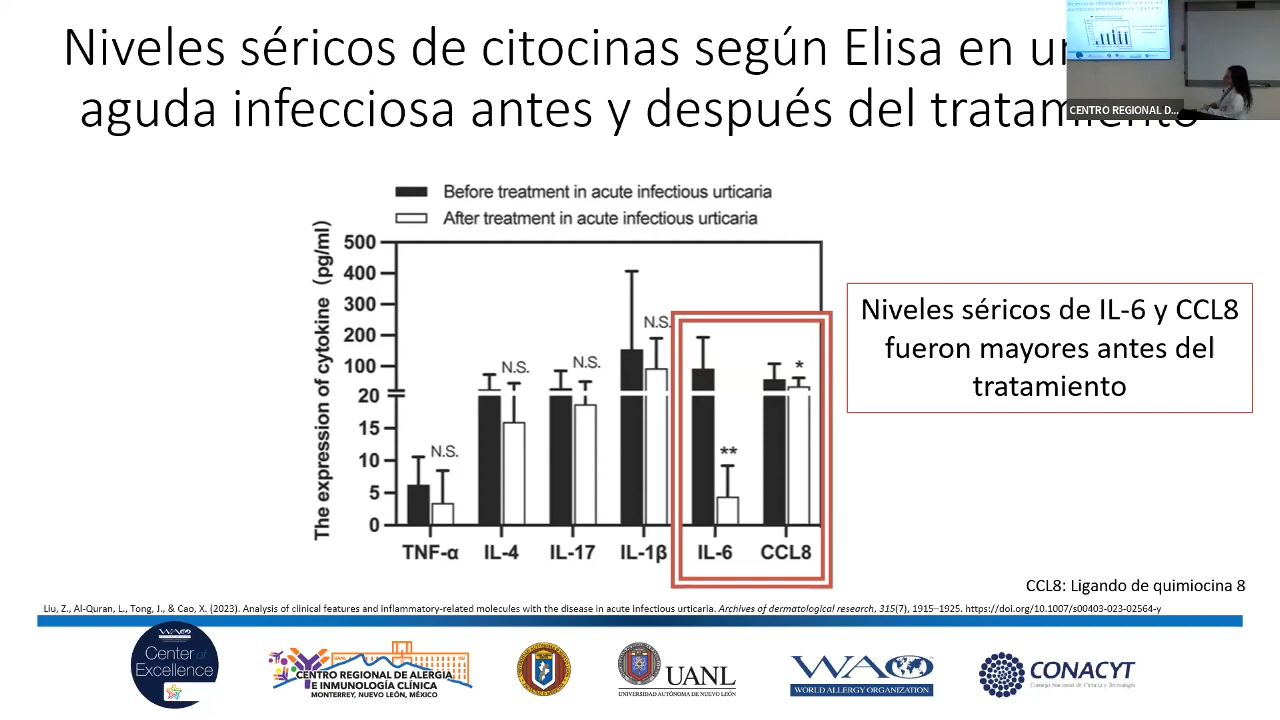 Niveles séricos de citocinas según Elisa en
aguda infecciosa antes y después del tratamiento
CENTRO REGIONAL D...
Before treatment in acute infectious urticaria
After treatment in acute infectious urticaria
The expression of cytokine (pg/ml)
500
400
300
200
100
20
15
10
5
0
N.S.
N.S.
N.S.
N.S.
**
*
TNF-α IL-4 IL-17 IL-1β IL-6 CCL8
Niveles séricos de IL-6 y CCL8
fueron mayores antes del
tratamiento
CCL8: Ligando de quimiocina 8
Liu, Z., Al-Quran, L., Tong, J., & Cao, X. (2023). Analysis of clinical features and inflammatory-related molecules with the disease in acute infectious urticaria. Archives of dermatological research, 315(7), 1915–1925. https://doi.org/10.1007/s00403-023-02564-y
WAO
Center of
Excellence
CENTRO REGIONAL DE ALERGIA
E INMUNOLOGÍA CLÍNICA
MONTERREY, NUEVO LEÓN, MÉXICO
UANL
UNIVERSIDAD AUTÓNOMA DE NUEVO LEÓN
WAO
WORLD ALLERGY ORGANIZATION
CONACYT
Consejo Nacional de Ciencia y Tecnología